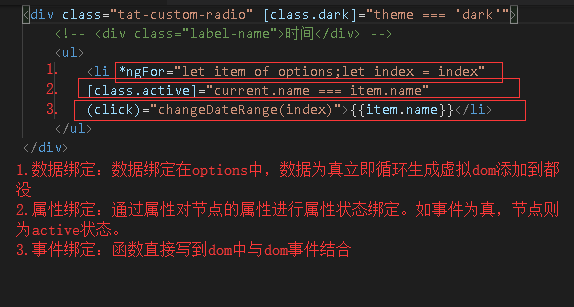 <div class="tat-custom-radio" [class.dark]="theme === 'dark'">
<!-- <div class="label-name">时间</div> -->
<ul>
1. <li *ngFor="let item of options;let index = index"
2. [class.active]="current.name === item.name"
3. (click)="changeDateRange(index)">{{item.name}}</li>
</ul>
</div>
1.数据绑定：数据绑定在options中，数据为真立即循环生成虚拟dom添加到都
没
2.属性绑定：通过属性对节点的属性进行属性状态绑定。如事件为真，节点则
为active状态。
3.事件绑定：函数直接写到dom中与dom事件结合